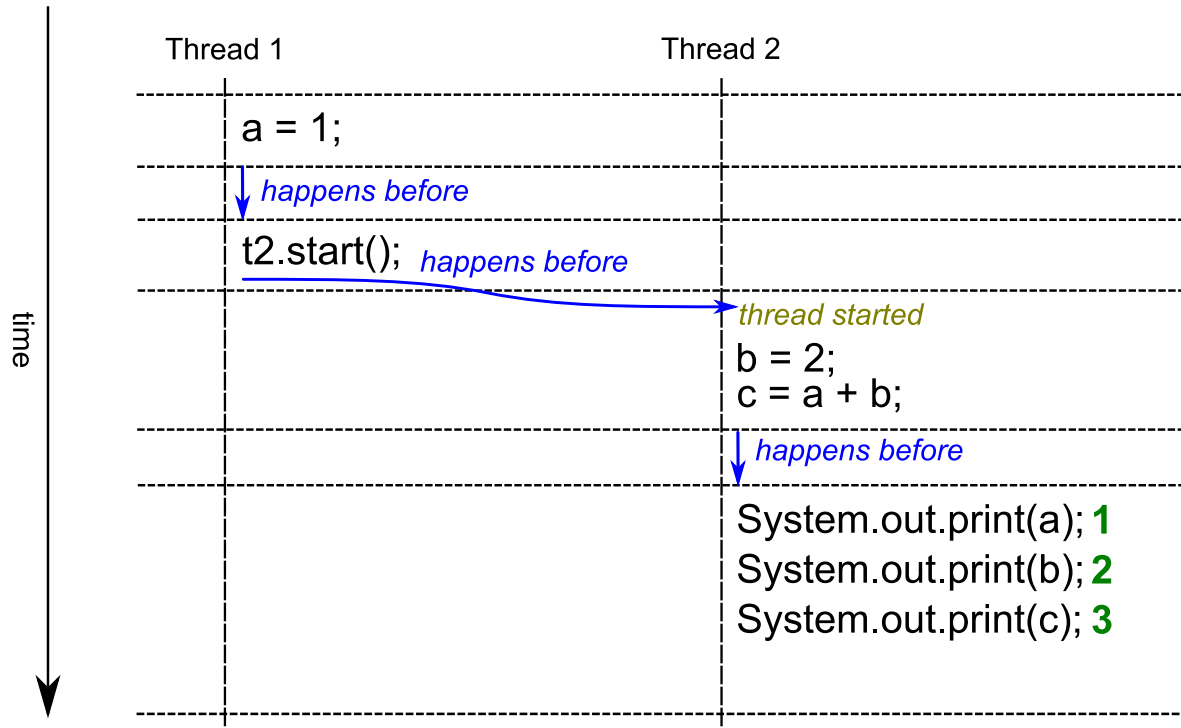 Thread 1
Thread 2
a = 1;
happens before
t2.start();
happens before
thread started
time
b = 2;
c = a + b;
happens before
System.out.print(a); 1
System.out.print(b); 2
System.out.print(c); 3